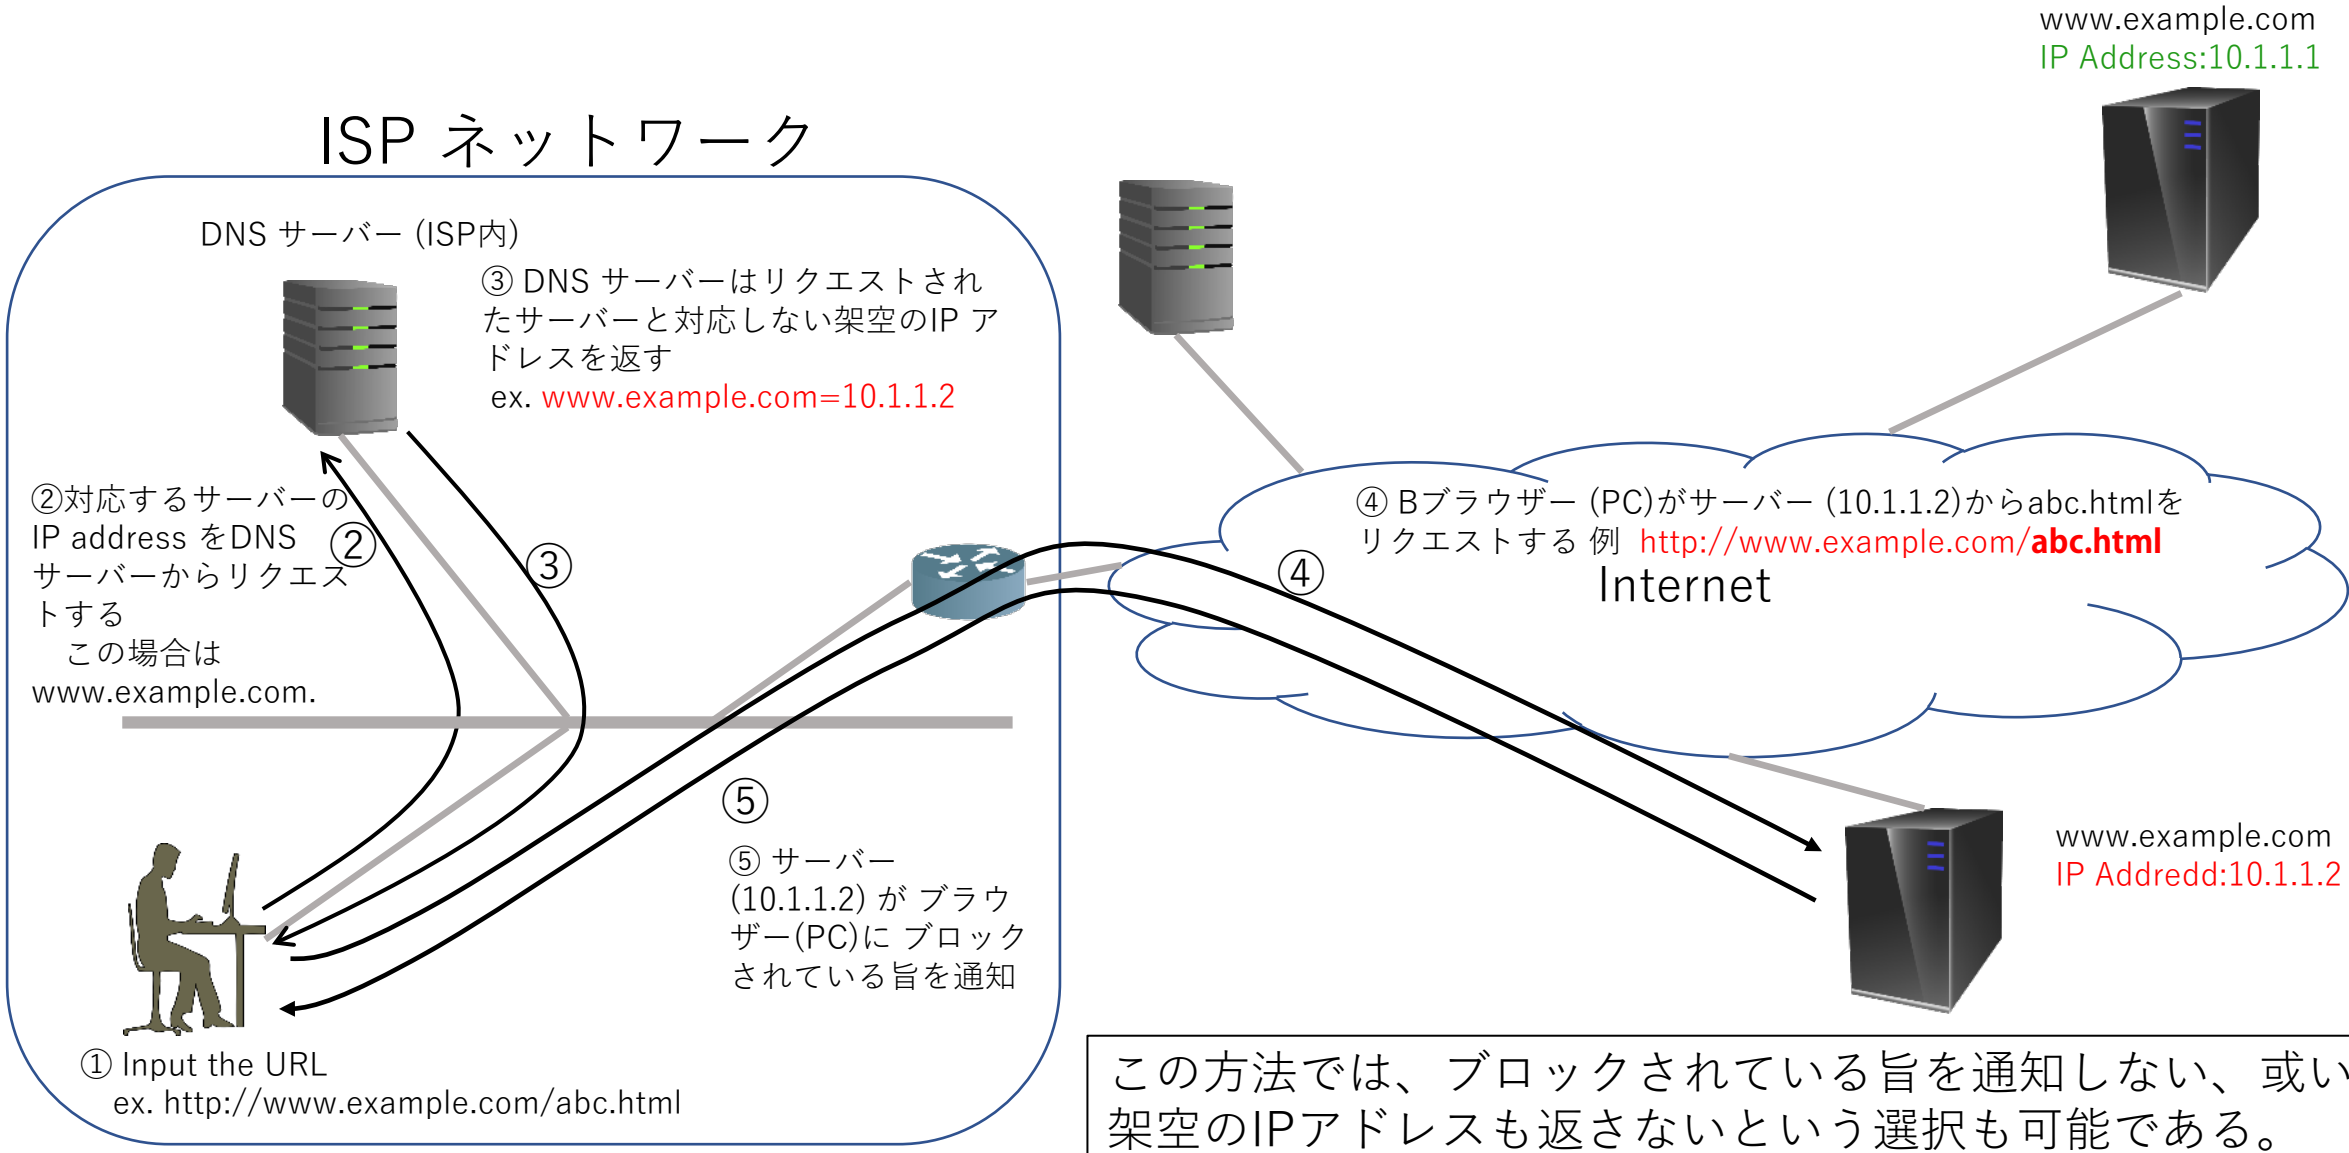 www.example.com
IP Address:10.1.1.1
ISP ネットワーク
DNS サーバー (ISP内)
③ DNS サーバーはリクエストされ
たサーバーと対応しない架空のIP ア
ドレスを返す
ex. www.example.com=10.1.1.2
②対応するサーバーの
IP address をDNS
サーバーからリクエス
トする
この場合は
www.example.com.
②
③
④ Bブラウザー (PC)がサーバー (10.1.1.2)からabc.htmlを
リクエストする 例 http://www.example.com/abc.html
Internet
④
⑤
⑤ サーバー
(10.1.1.2) が ブラウ
ザー(PC)に ブロック
されている旨を通知
www.example.com
IP Addredd:10.1.1.2
① Input the URL
ex. http://www.example.com/abc.html
この方法では、ブロックされている旨を通知しない、或い
架空のIPアドレスも返さないという選択も可能である。